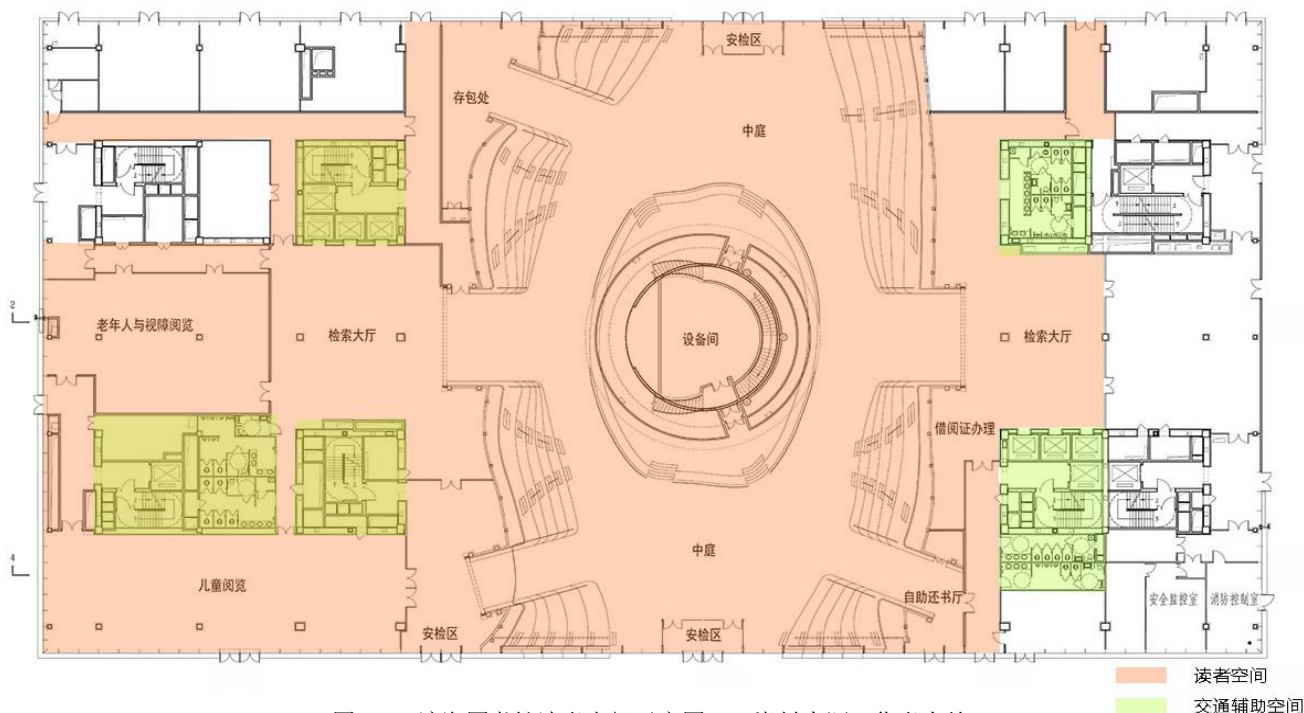 安检区
存包处
中庭
2
老年人与视障阅览
检索大厅
设备间
检索大厅
借阅证办理
4
4
中庭
儿童阅览
自助还书厅
安全监控室
消防控制室
安检区
安检区
读者空间
交通辅助空间